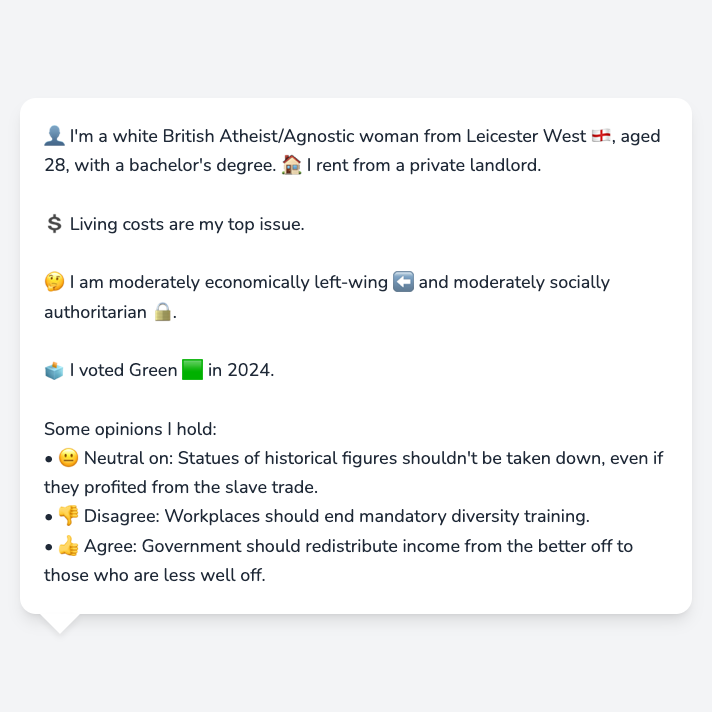 👤 I'm a white British Atheist/Agnostic woman from Leicester West 🏴󠁧󠁢󠁥󠁮󠁧󠁿, aged
28, with a bachelor's degree. 🏠 I rent from a private landlord.
💲 Living costs are my top issue.
🤔 I am moderately economically left-wing ⬅️ and moderately socially
authoritarian 🔒.
🗳️ I voted Green 🟩 in 2024.
Some opinions I hold:
• 😐 Neutral on: Statues of historical figures shouldn't be taken down, even if
they profited from the slave trade.
• 👎 Disagree: Workplaces should end mandatory diversity training.
• 👍 Agree: Government should redistribute income from the better off to
those who are less well off.